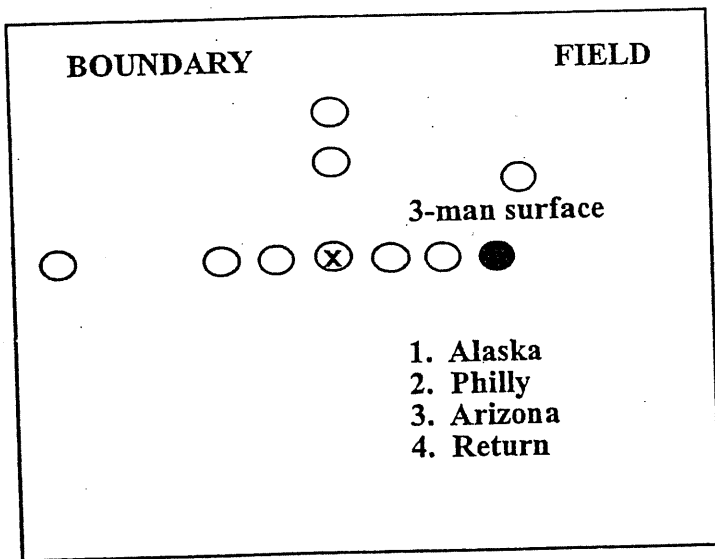 BOUNDARY FIELD
3-man surface
X
1. Alaska
2. Philly
3. Arizona
4. Return